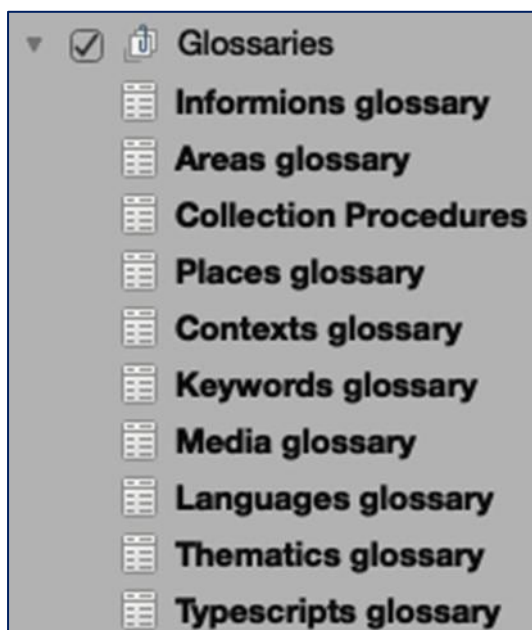 Glossaries
Informions glossary
Areas glossary
Collection Procedures
Places glossary
Contexts glossary
Keywords glossary
Media glossary
Languages glossary
Thematics glossary
Typescripts glossary